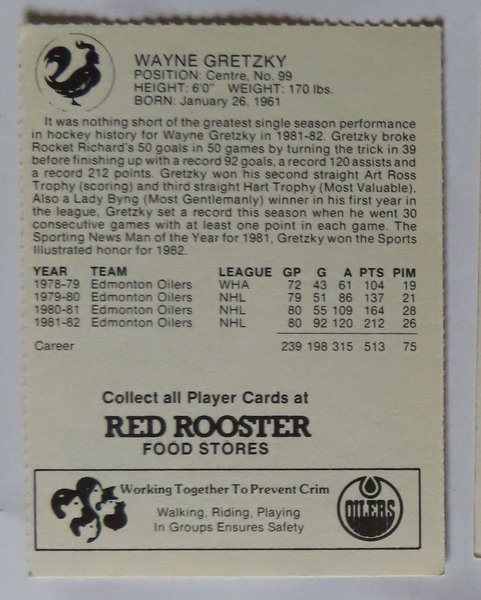 WAYNE GRETZKY
POSITION: Centre, No. 99
HEIGHT: 6'0" WEIGHT: 170 lbs.
BORN: January 26, 1961
It was nothing short of the greatest single season performance
in hockey history for Wayne Gretzky in 1981-82. Gretzky broke
Rocket Richard's 50 goals in 50 games by turning the trick in 39
before finishing up with a record 92 goals, a record 120 assists and
a record 212 points. Gretzky won his second straight Art Ross
Trophy (scoring) and third straight Hart Trophy (Most Valuable).
Also a Lady Byng (Most Gentlemanly) winner in his first year in
the league, Gretzky set a record this season when he went 30
consecutive games with at least one point in each game. The
Sporting News Man of the Year for 1981, Gretzky won the Sports
Illustrated honor for 1982.
YEAR TEAM LEAGUE GP G A PTS PIM
1978-79 Edmonton Oilers WHA 72 43 61 104 19
1979-80 Edmonton Oilers NHL 79 51 86 137 21
1980-81 Edmonton Oilers NHL 80 55 109 164 28
1981-82 Edmonton Oilers NHL 80 92 120 212 26
Career 239 198 315 513 75
Collect all Player Cards at
RED ROOSTER
FOOD STORES
Working Together To Prevent Crim
Walking, Riding, Playing
In Groups Ensures Safety
OILERS